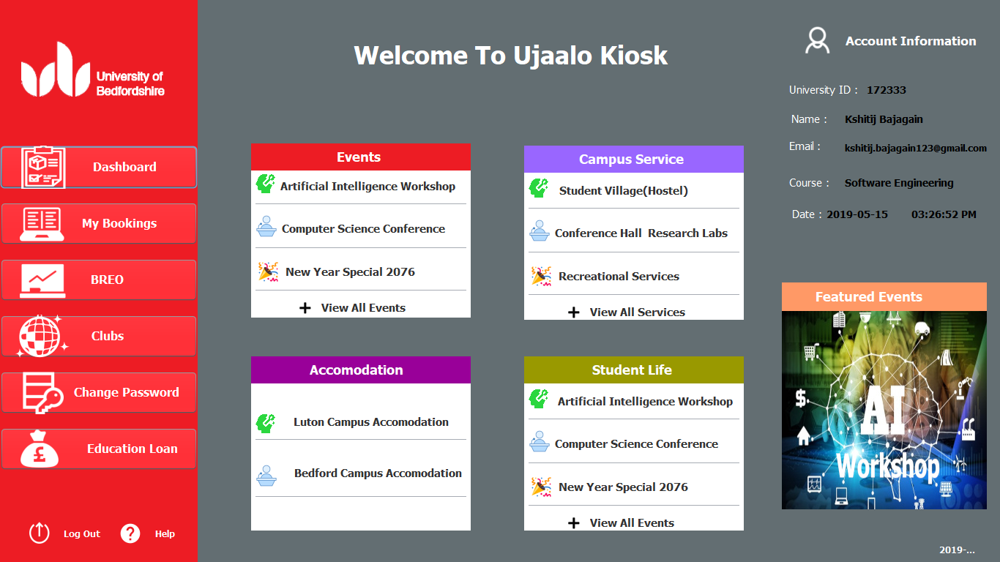 University of
Bedfordshire
Dashboard
My Bookings
BREO
Clubs
Change Password
£
Education Loan
Log Out
?
Help
Welcome To Ujaalo Kiosk
Events
Artificial Intelligence Workshop
Computer Science Conference
New Year Special 2076
View All Events
Campus Service
Student Village(Hostel)
Conference Hall Research Labs
Recreational Services
View All Services
Accomodation
Luton Campus Accomodation
Bedford Campus Accomodation
Student Life
Artificial Intelligence Workshop
Computer Science Conference
New Year Special 2076
View All Events
Account Information
University ID : 172333
Name : Kshitij Bajagain
Email : kshitij.bajagain123@gmail.com
Course : Software Engineering
Date : 2019-05-15 03:26:52 PM
Featured Events
$
AI
Workshop
2019-...